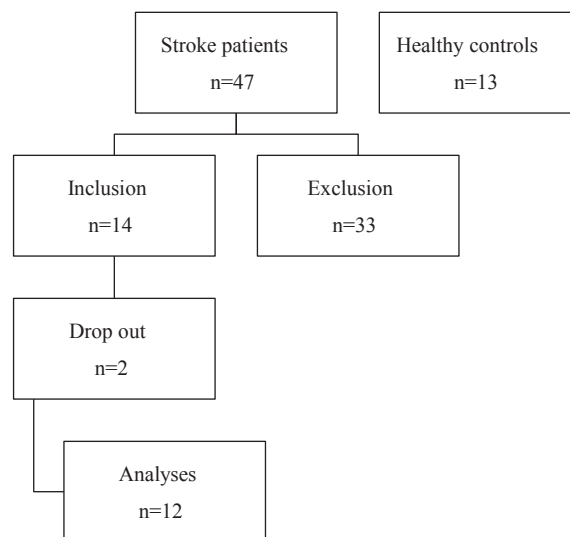 Stroke patients
n=47
Healthy controls
n=13
Inclusion
n=14
Exclusion
n=33
Drop out
n=2
Analyses
n=12